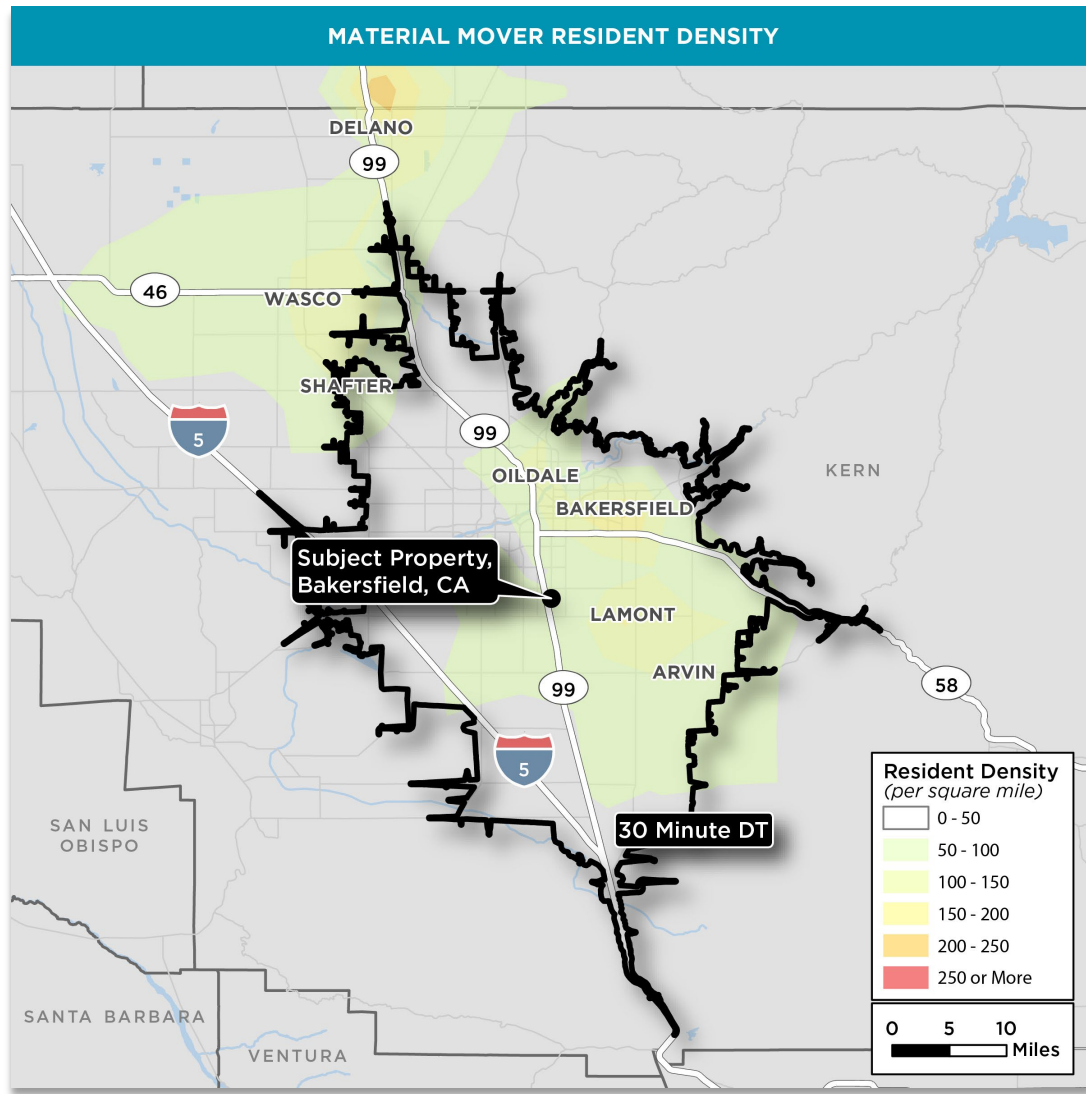 MATERIAL MOVER RESIDENT DENSITY
DELANO
99
46
WASCO
SHAFTER
5
99
OILDALE
KERN
BAKERSFIELD
Subject Property,
Bakersfield, CA
LAMONT
ARVIN
99
58
5
30 Minute DT
SAN LUIS
OBISPO
SANTA BARBARA
VENTURA
Resident Density
(per square mile)
0 - 50
50 - 100
100 - 150
150 - 200
200 - 250
250 or More
0 5 10
Miles